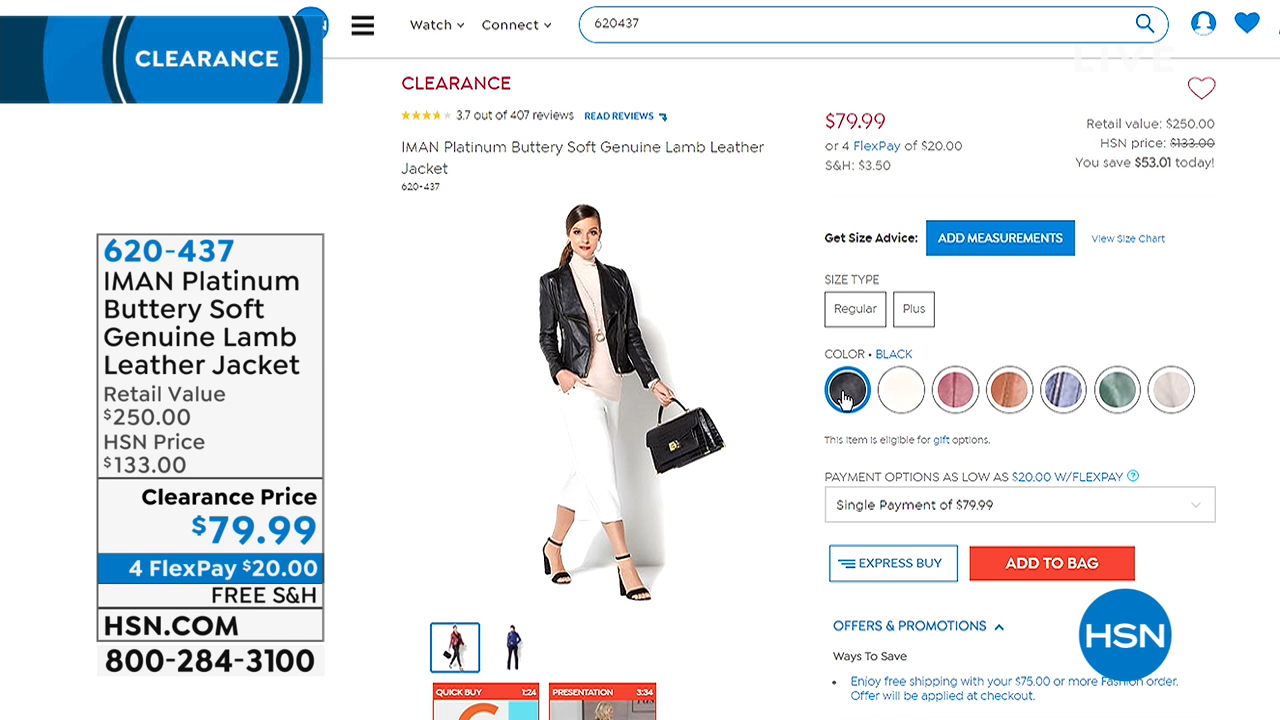 CLEARANCE
Watch
Connect
620437
LIVE
CLEARANCE
3.7 out of 407 reviews
READ REVIEWS
IMAN Platinum Buttery Soft Genuine Lamb Leather
Jacket
620-437
$79.99
or 4 FlexPay of $20.00
S&H: $3.50
Retail value: $250.00
HSN price: $133.00
You save $53.01 today!
Get Size Advice:
ADD MEASUREMENTS
View Size Chart
SIZE TYPE
Regular
Plus
COLOR • BLACK
This item is eligible for gift options.
PAYMENT OPTIONS AS LOW AS $20.00 W/FLEXPAY ?
Single Payment of $79.99
EXPRESS BUY
ADD TO BAG
OFFERS & PROMOTIONS
Ways To Save
• Enjoy free shipping with your $75.00 or more Fashion order.
Offer will be applied at checkout.
HSN
QUICK BUY 1:24
PRESENTATION 3:34
620-437
IMAN Platinum
Buttery Soft
Genuine Lamb
Leather Jacket
Retail Value
$250.00
HSN Price
$133.00
Clearance Price
$79.99
4 FlexPay $20.00
FREE S&H
HSN.COM
800-284-3100